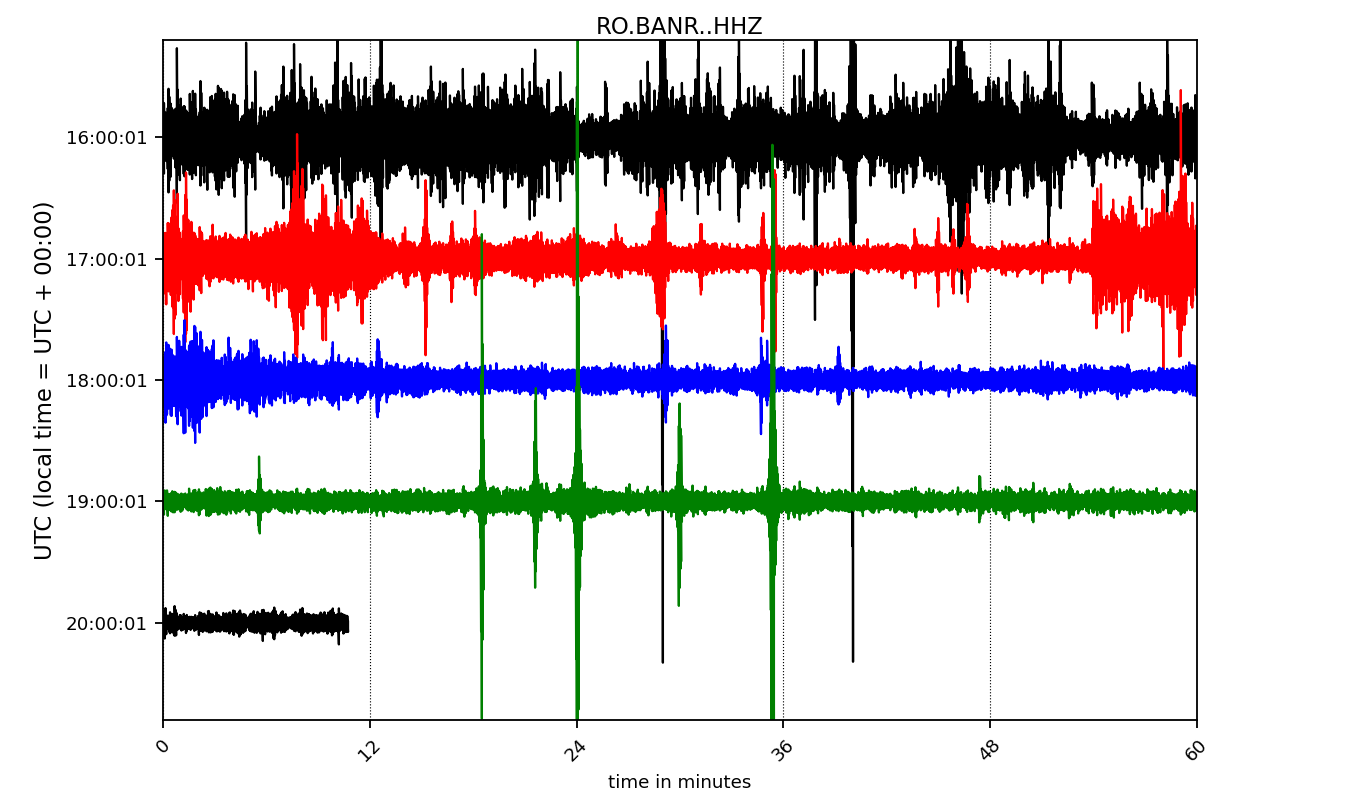 RO.BANR..HHZ
UTC (local time = UTC + 00:00)
16:00:01
17:00:01
18:00:01
19:00:01
20:00:01
0 12 24 36 48 60
time in minutes